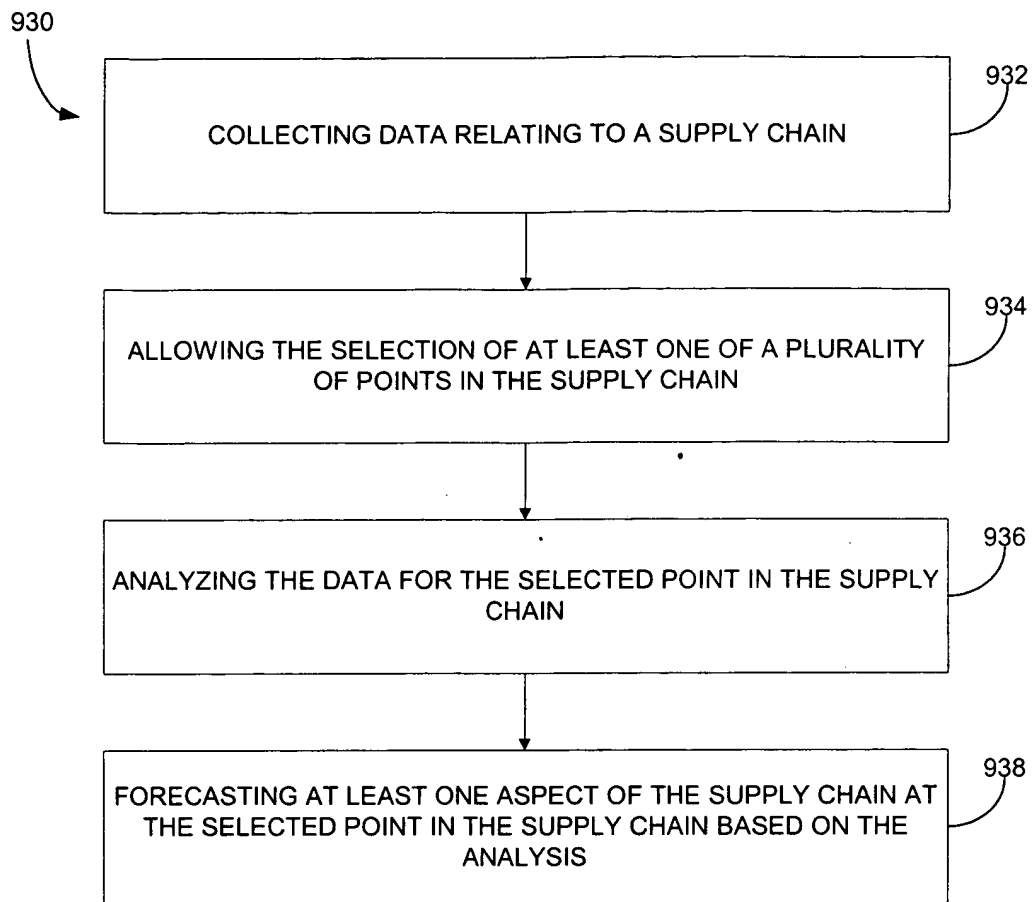 930
932
COLLECTING DATA RELATING TO A SUPPLY CHAIN
934
ALLOWING THE SELECTION OF AT LEAST ONE OF A PLURALITY
OF POINTS IN THE SUPPLY CHAIN
936
ANALYZING THE DATA FOR THE SELECTED POINT IN THE SUPPLY
CHAIN
938
FORECASTING AT LEAST ONE ASPECT OF THE SUPPLY CHAIN AT
THE SELECTED POINT IN THE SUPPLY CHAIN BASED ON THE
ANALYSIS